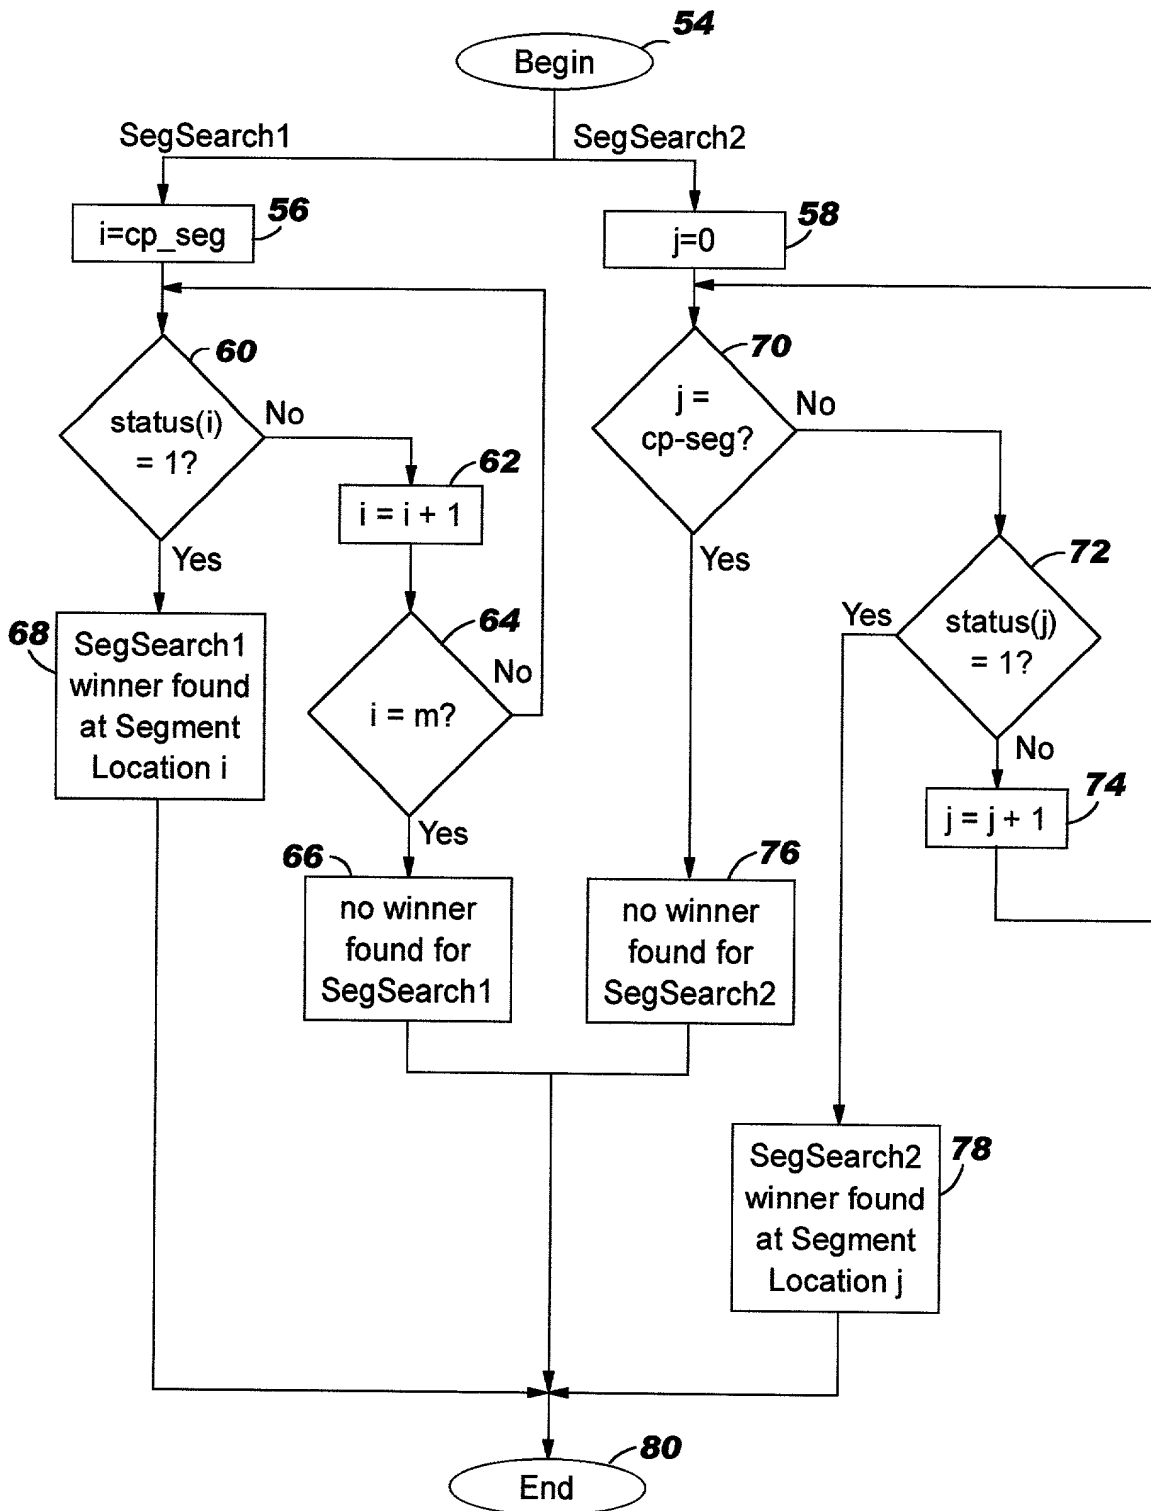 54
Begin
SegSearch1
SegSearch2
56
i=cp_seg
58
j=0
60
status(i)
= 1?
No
Yes
62
i = i + 1
64
i = m?
No
Yes
68
SegSearch1
winner found
at Segment
Location i
66
no winner
found for
SegSearch1
70
j =
cp-seg?
No
Yes
72
status(j)
= 1?
Yes
No
74
j = j + 1
76
no winner
found for
SegSearch2
78
SegSearch2
winner found
at Segment
Location j
80
End